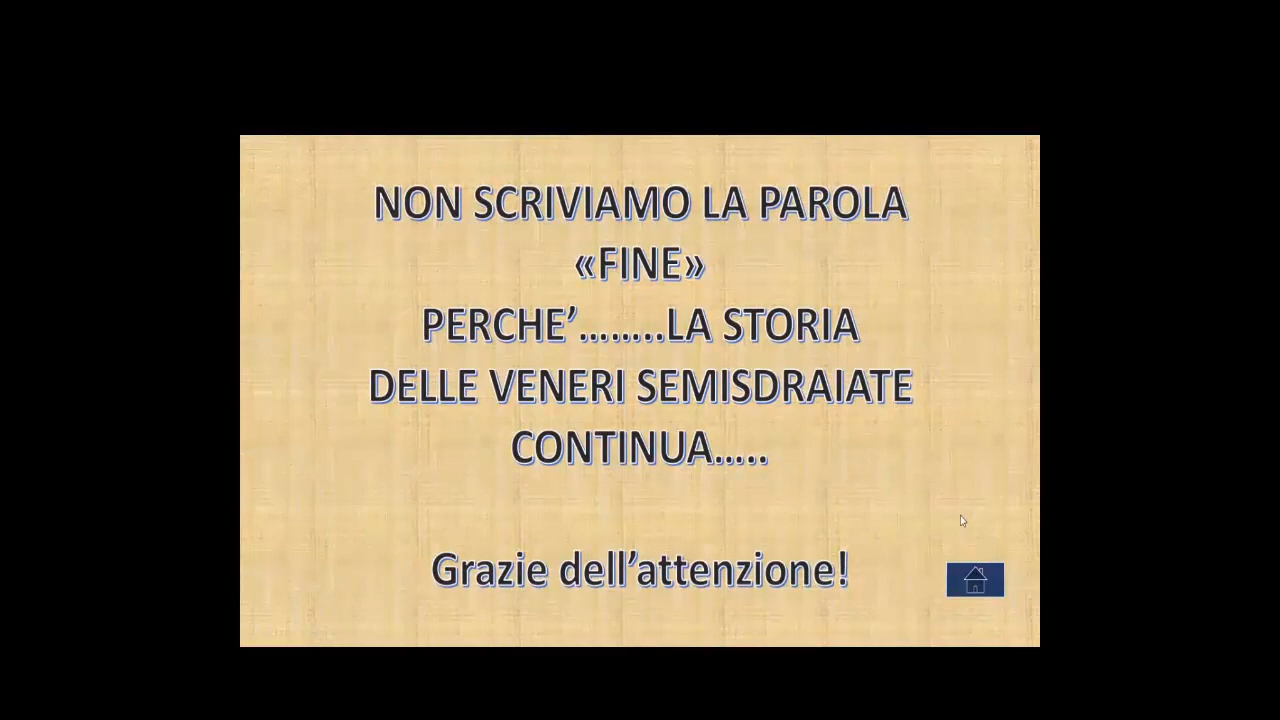 NON SCRIVIAMO LA PAROLA
«FINE»
PERCHE’……..LA STORIA
DELLE VENERI SEMISDRAIATE
CONTINUA…..
Grazie dell’attenzione!